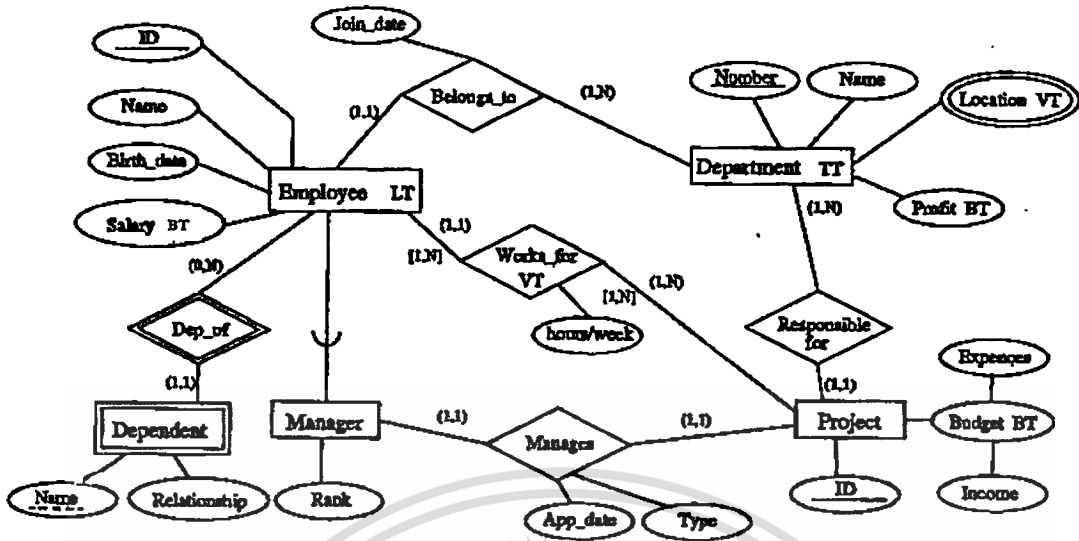 Join_date
ID
Number
Name
Location VT
Belongs_to
(1,N)
(1,1)
Name
Birth_date
Employee LT
Department TT
Salary BT
Profit BT
(1,1)
(1,N)
[1,N]
Works_for
VT
(0,N)
[1,N]
(1,N)
Dep_of
hours/week
Responsible
for
Expences
(1,1)
(1,1)
Dependent
Manager
(1,1)
Manages
(1,1)
Project
Budget BT
Name
Relationship
Rank
App_date
Type
ID
Income